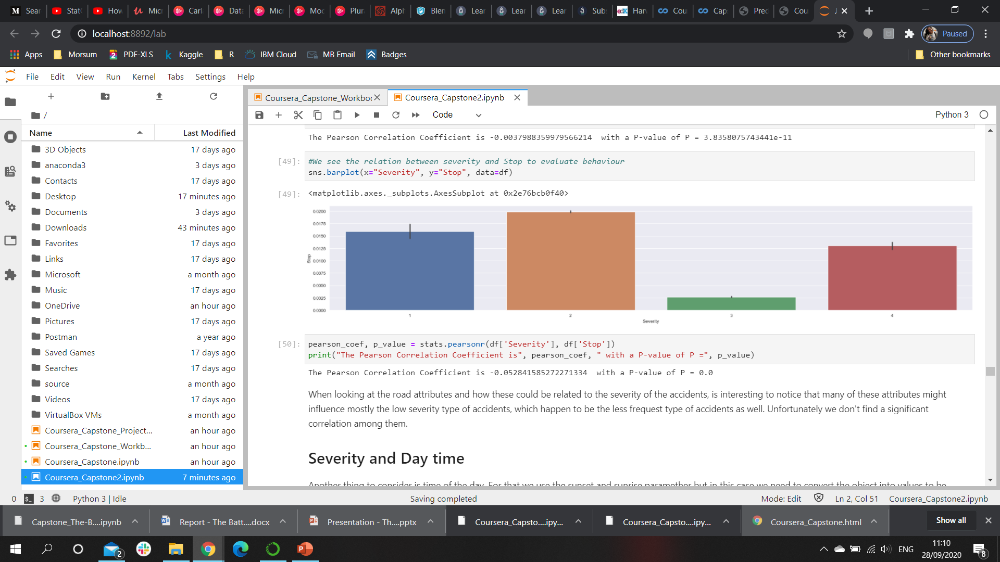 Sear Stat How Micr Carl Data Micr Moc Plur Alph Blen Lear Lear Lear Sub Harv Cou Cap Prec Cou J
localhost:8892/lab Paused
Apps Morsum PDF-XLS Kaggle R IBM Cloud MB Email Badges Other bookmarks
File Edit View Run Kernel Tabs Settings Help
Coursera_Capstone_Workboo Coursera_Capstone2.ipynb
/
Code Python 3
Name Last Modified
3D Objects 17 days ago
anaconda3 3 days ago
Contacts 17 days ago
Desktop 17 minutes ago
Documents 3 days ago
Downloads 43 minutes ago
Favorites 17 days ago
Links 17 days ago
Microsoft a month ago
Music 17 days ago
OneDrive an hour ago
Pictures 17 days ago
Postman a year ago
Saved Games 17 days ago
Searches 17 days ago
source a month ago
Videos 17 days ago
VirtualBox VMs a month ago
Coursera_Capstone_Project... an hour ago
Coursera_Capstone_Workb... an hour ago
Coursera_Capstone.ipynb an hour ago
Coursera_Capstone2.ipynb 7 minutes ago
The Pearson Correlation Coefficient is -0.0037988359979566214  with a P-value of P = 3.8358075743441e-11
[49]: #We see the relation between severity and Stop to evaluate behaviour
sns.barplot(x="Severity", y="Stop", data=df)
[49]: <matplotlib.axes._subplots.AxesSubplot at 0x2e76bcb0f40>
0.0200
0.0175
0.0150
0.0125
0.0100
0.0075
0.0050
0.0025
0.0000
Stop
1 2 3 4
Severity
[50]: pearson_coef, p_value = stats.pearsonr(df['Severity'], df['Stop'])
print("The Pearson Correlation Coefficient is", pearson_coef, " with a P-value of P =", p_value)
The Pearson Correlation Coefficient is -0.052841585272271334  with a P-value of P = 0.0
When looking at the road attributes and how these could be related to the severity of the accidents, is interesting to notice that many of these attributes might
influence mostly the low severity type of accidents, which happen to be the less frequest type of accidents as well. Unfortunately we don't find a significant
correlation among them.
Severity and Day time
Another thing to consider is time of the day. For that we use the sunset and sunrise paramether but in this case we need to convert the object into values to be
0 $_ 3 Python 3 | Idle Saving completed Mode: Edit Ln 2, Col 51 Coursera_Capstone2.ipynb
Capstone_The-B....ipynb Report - The Batt....docx Presentation - Th....pptx Coursera_Capsto....ipy... Coursera_Capsto....ipy... Coursera_Capstone.html Show all
2 ENG 11:10
28/09/2020 8